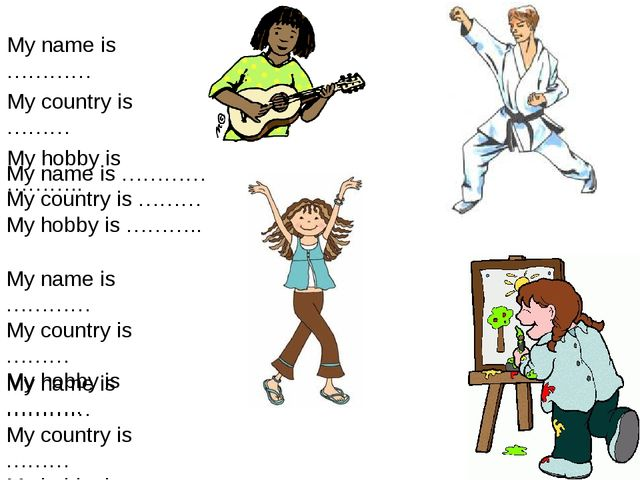 My name is
…………
My country is
………
My hobby is
………..
My name is …………
My country is ………
My hobby is ………..
My name is
…………
My country is
………
My hobby is
………..
My name is
…………
My country is
………